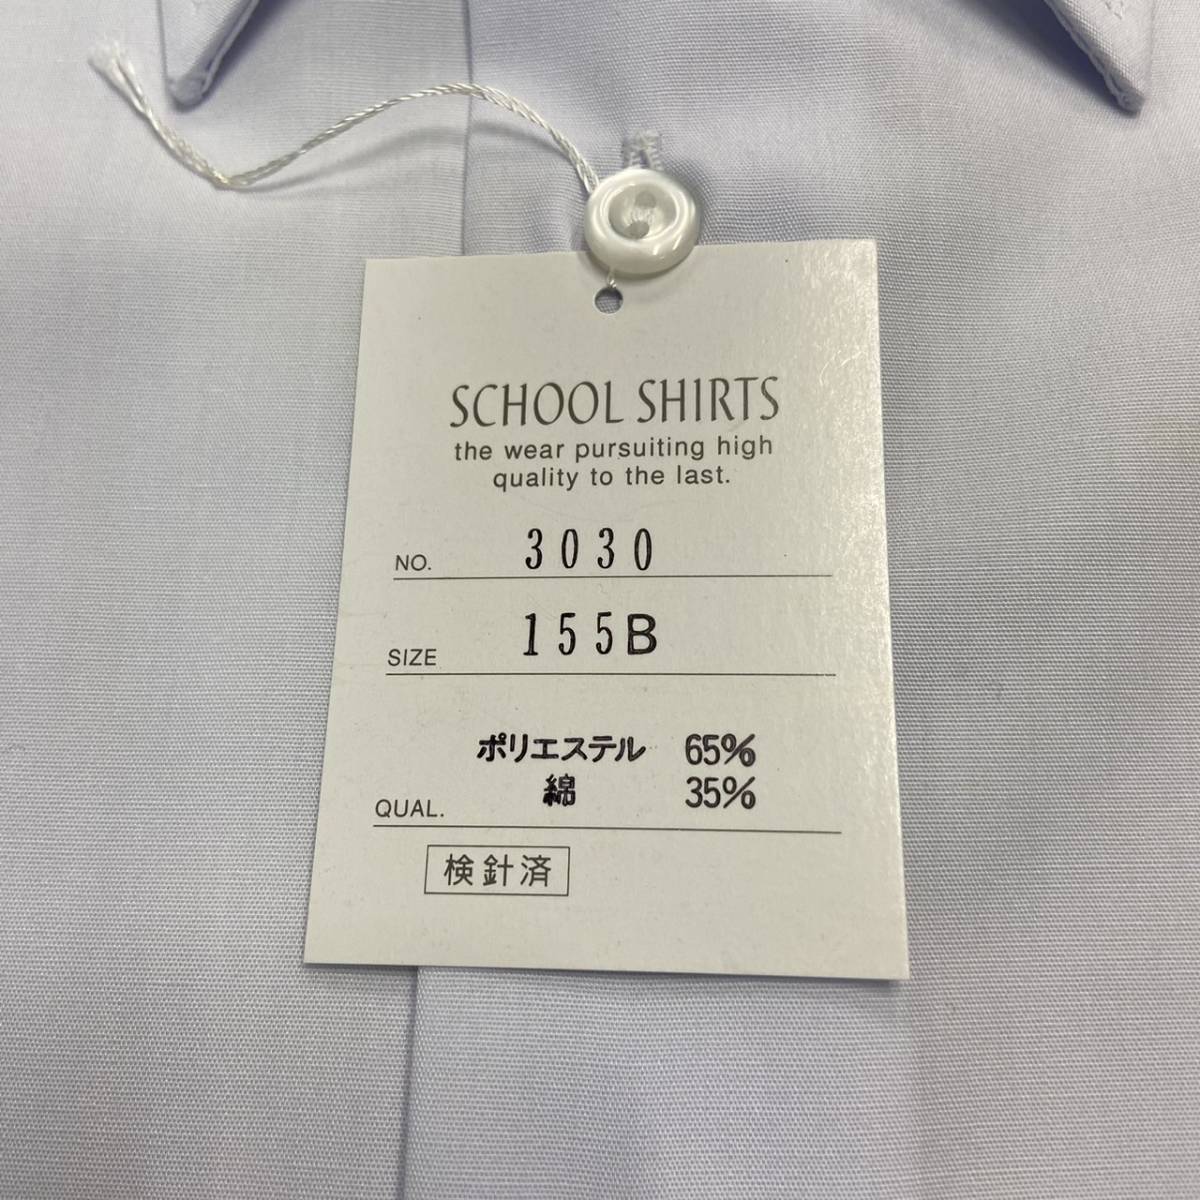 SCHOOL SHIRTS
the wear pursuiting high
quality to the last.
NO. 3030
SIZE 155B
ポリエステル 65%
綿 35%
QUAL.
検針済